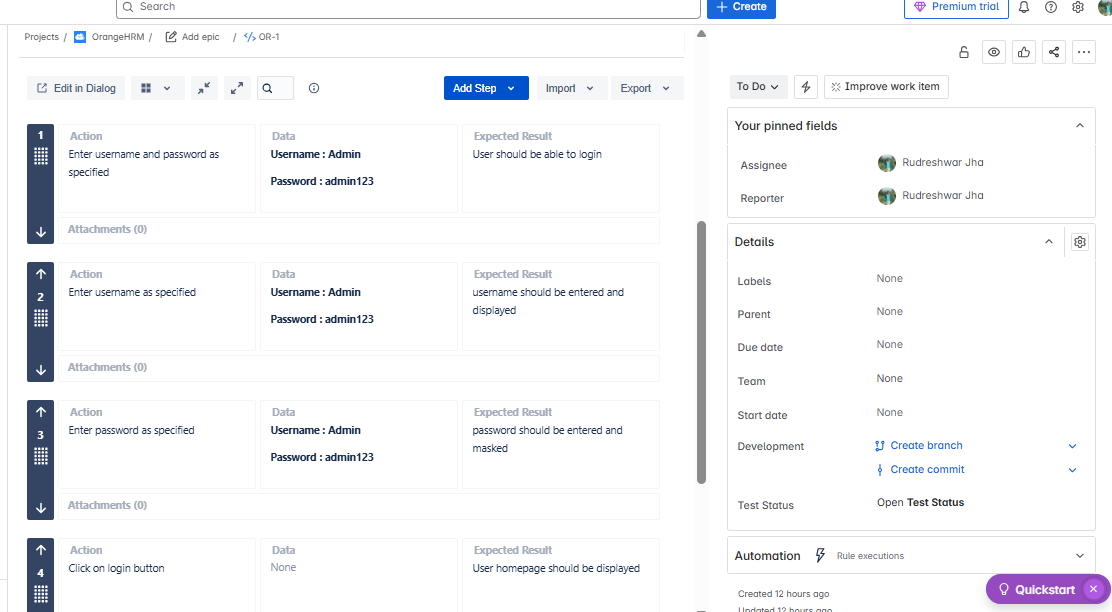 Search
Create
Premium trial
Projects / OrangeHRM / Add epic / OR-1
Edit in Dialog
Add Step
Import
Export
1
Action
Enter username and password as
specified
Data
Username : Admin
Password : admin123
Expected Result
User should be able to login
Attachments (0)
2
Action
Enter username as specified
Data
Username : Admin
Password : admin123
Expected Result
username should be entered and
displayed
Attachments (0)
3
Action
Enter password as specified
Data
Username : Admin
Password : admin123
Expected Result
password should be entered and
masked
Attachments (0)
4
Action
Click on login button
Data
None
Expected Result
User homepage should be displayed
To Do
Improve work item
Your pinned fields
Assignee
Rudreshwar Jha
Reporter
Rudreshwar Jha
Details
Labels
None
Parent
None
Due date
None
Team
None
Start date
None
Development
Create branch
Create commit
Test Status
Open Test Status
Automation
Rule executions
Quickstart
Created 12 hours ago
Updated 12 hours ago